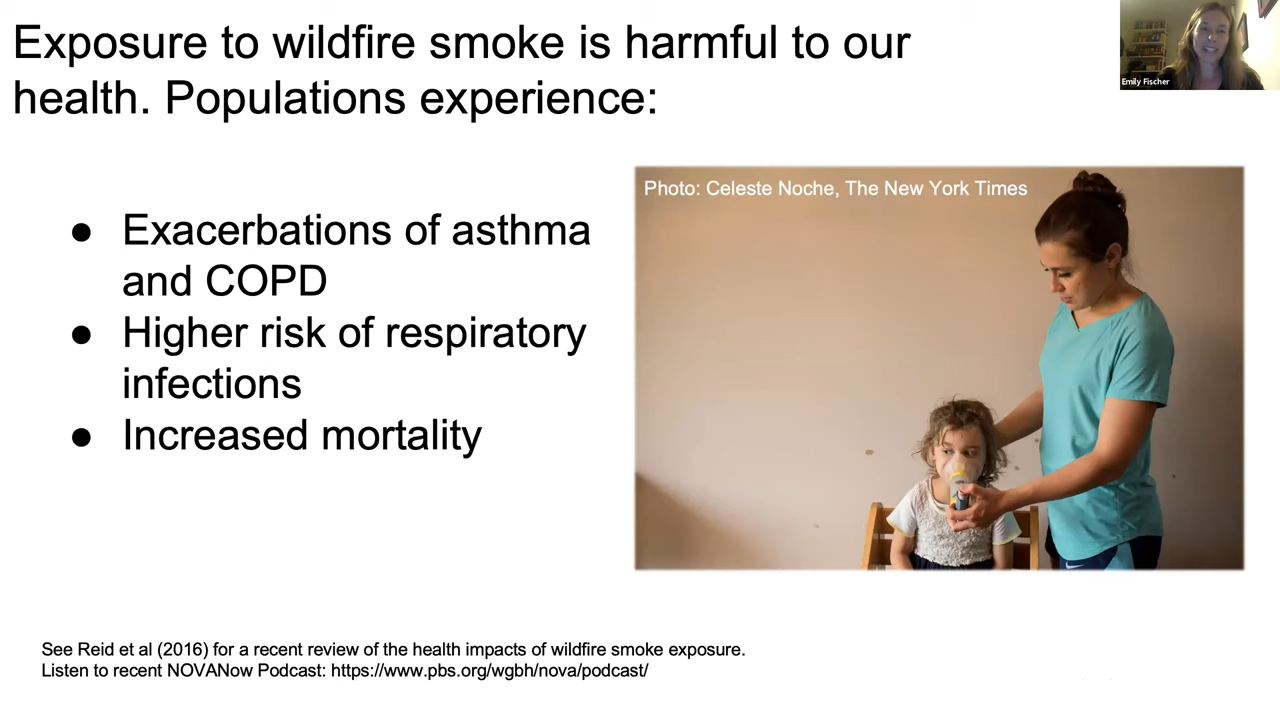 Exposure to wildfire smoke is harmful to our
health. Populations experience:
Emily Fischer
● Exacerbations of asthma
and COPD
● Higher risk of respiratory
infections
● Increased mortality
Photo: Celeste Noche, The New York Times
See Reid et al (2016) for a recent review of the health impacts of wildfire smoke exposure.
Listen to recent NOVANow Podcast: https://www.pbs.org/wgbh/nova/podcast/